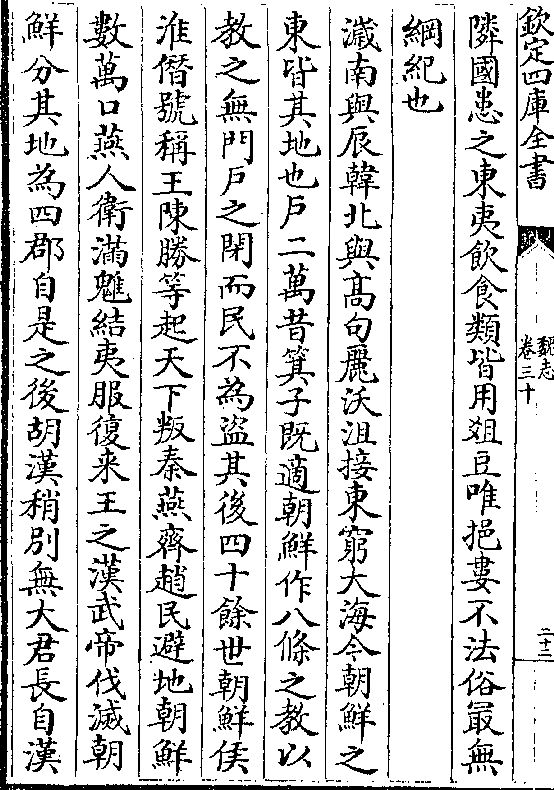 欽定四庫全書
魏志
卷三十
二十二
隣國患之東夷飲食類皆用爼豆唯挹婁不法俗㝡無
綱紀也
濊南與辰韓北與髙句麗沃沮接東窮大海今朝鮮之
東皆其地也戶二萬昔箕子既適朝鮮作八條之教以
教之無門戶之閉而民不為盜其後四十餘世朝鮮侯
淮僭號稱王陳勝等起天下叛秦燕齊趙民避地朝鮮
數萬口燕人衛滿魋結夷服復来王之漢武帝伐滅朝
鮮分其地為四郡自是之後胡漢稍別無大君長自漢